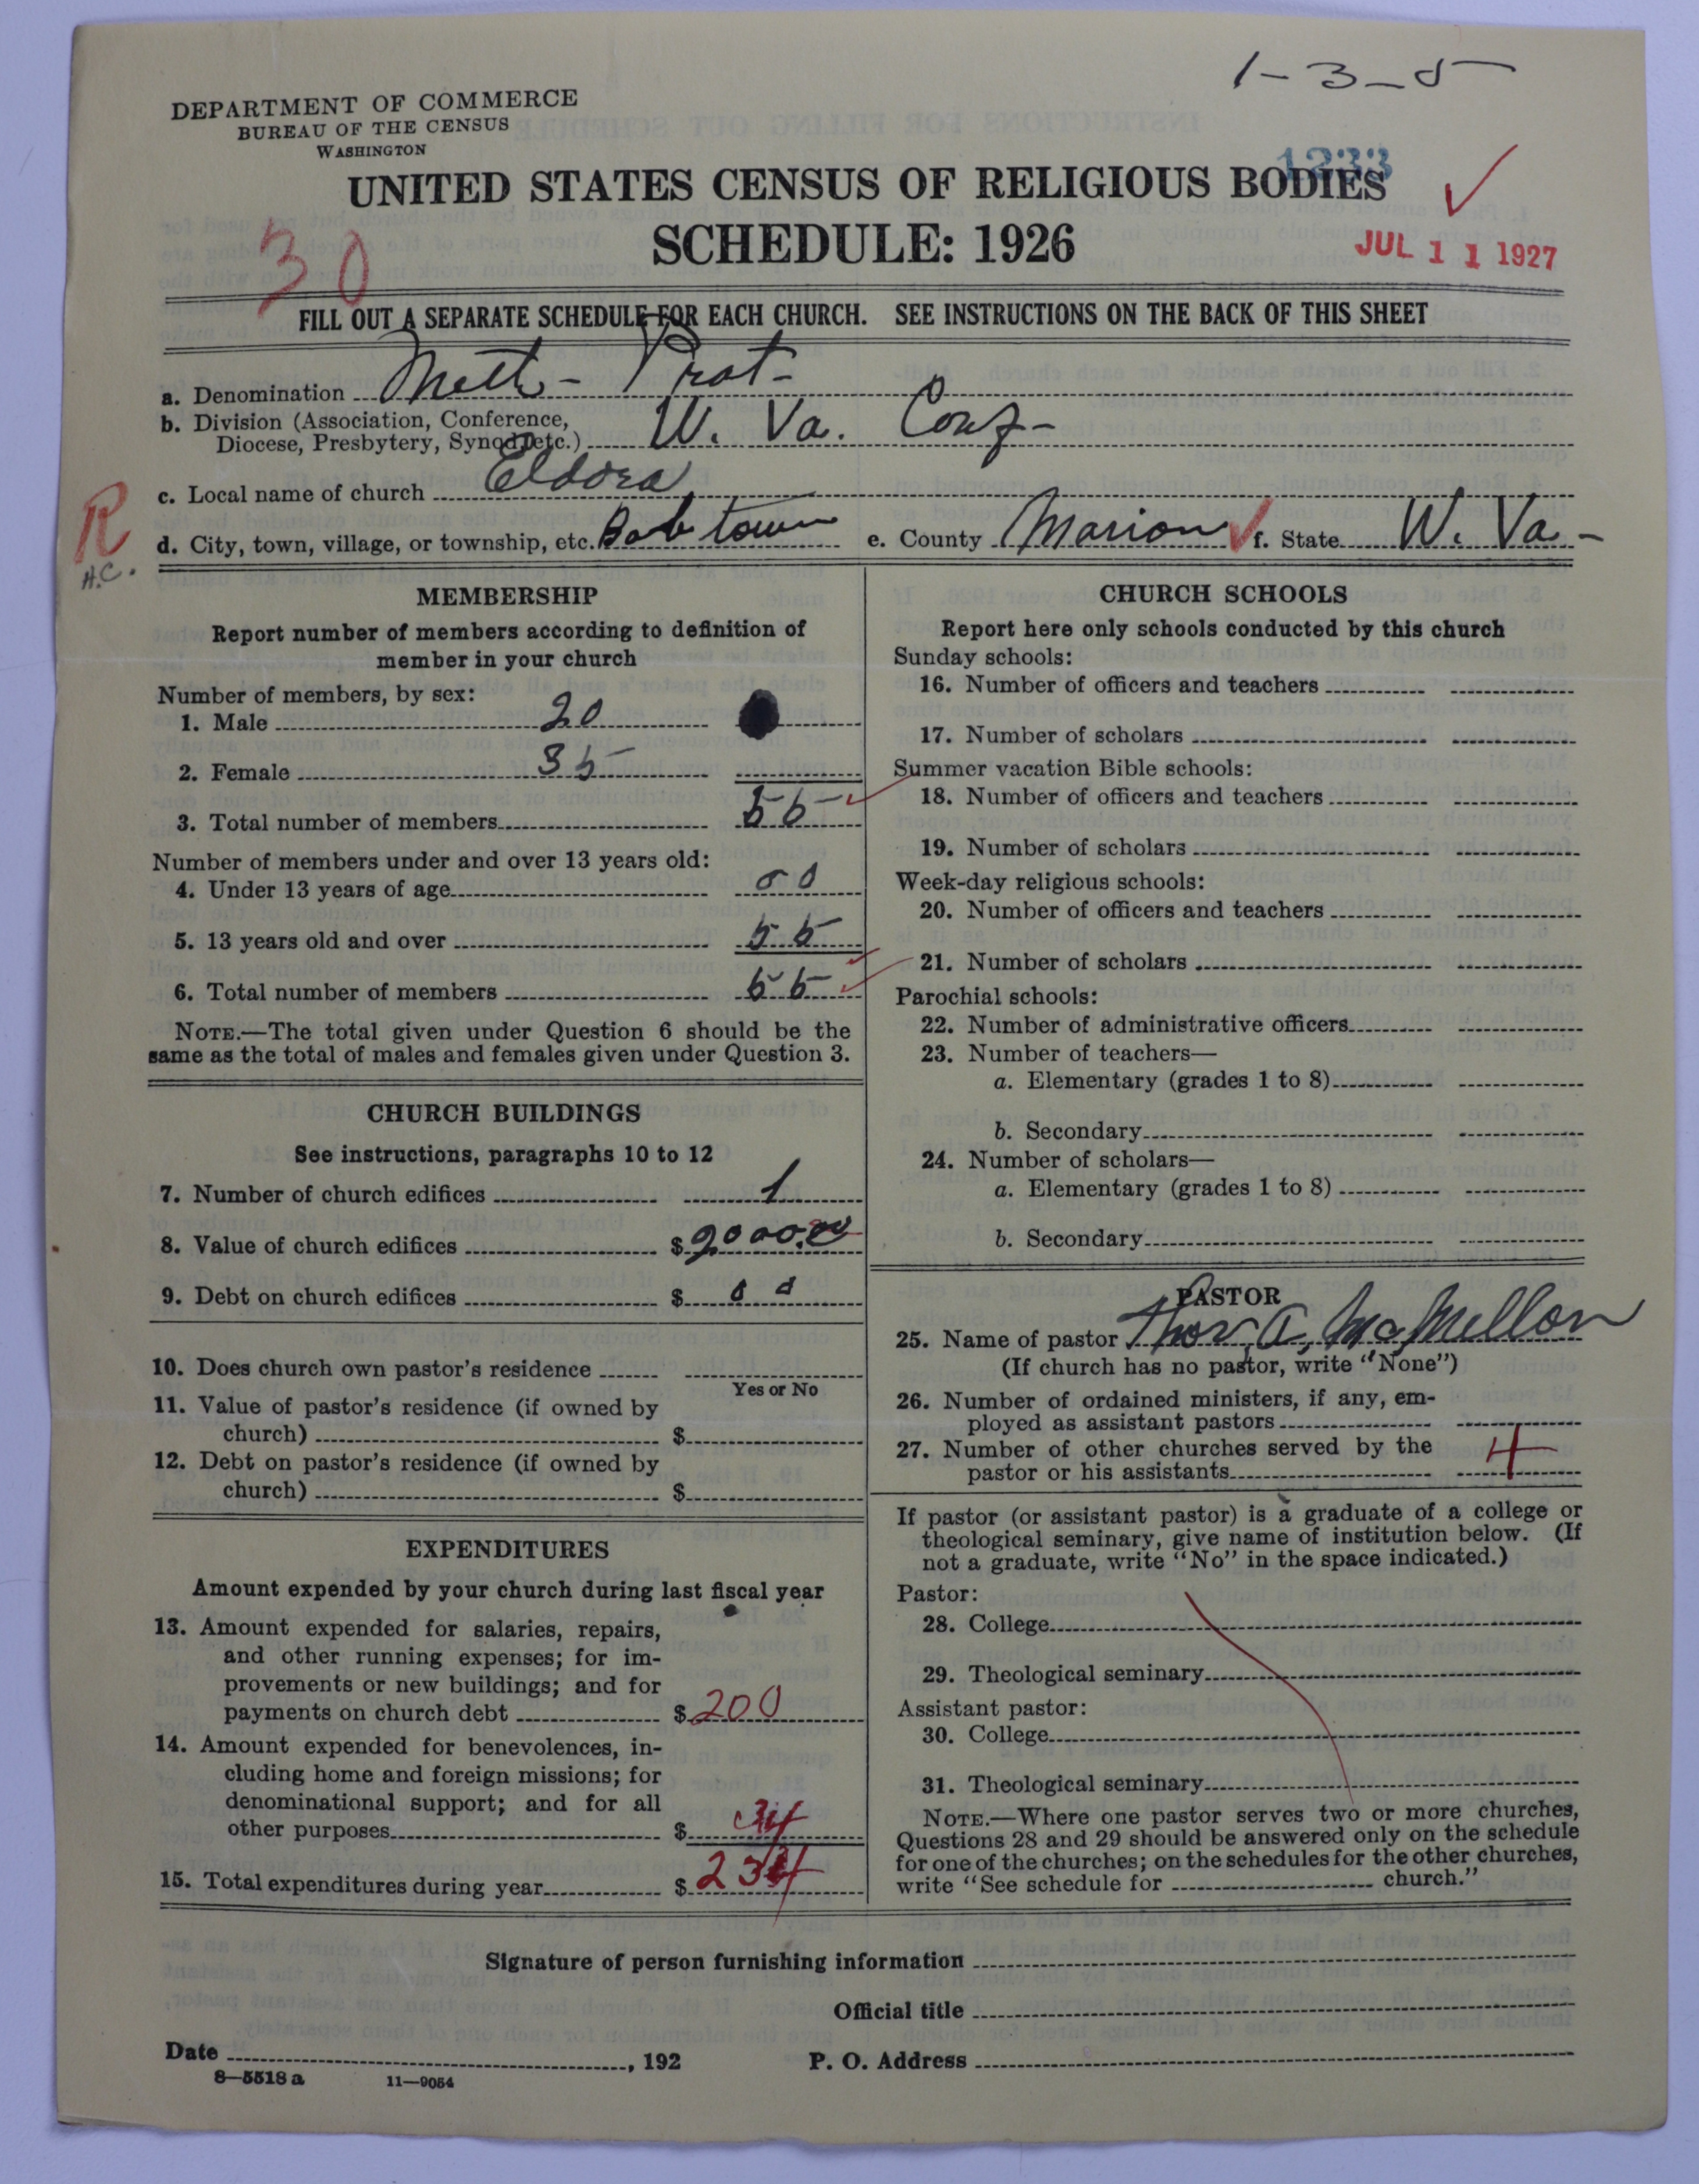 1-3-5
DEPARTMENT OF COMMERCE
BUREAU OF THE CENSUS
WASHINGTON
1233
UNITED STATES CENSUS OF RELIGIOUS BODIES
SCHEDULE: 1926
30
JUL 11 1927
FILL OUT A SEPARATE SCHEDULE FOR EACH CHURCH. SEE INSTRUCTIONS ON THE BACK OF THIS SHEET
a. Denomination Meth- Prot-
b. Division (Association, Conference,
Diocese, Presbytery, Synod, etc.) W. Va. Conf-
c. Local name of church Eldora
R
H.C.
d. City, town, village, or township, etc. Bobtown e. County Marion f. State W. Va-
MEMBERSHIP
Report number of members according to definition of
member in your church
Number of members, by sex:
1. Male 20
2. Female 35
3. Total number of members 55
Number of members under and over 13 years old:
4. Under 13 years of age 00
5. 13 years old and over 55
6. Total number of members 55
NOTE.—The total given under Question 6 should be the
same as the total of males and females given under Question 3.
CHURCH BUILDINGS
See instructions, paragraphs 10 to 12
7. Number of church edifices 1
8. Value of church edifices $ 2000.00
9. Debt on church edifices $ 00
10. Does church own pastor's residence
Yes or No
11. Value of pastor's residence (if owned by
church) $
12. Debt on pastor's residence (if owned by
church) $
EXPENDITURES
Amount expended by your church during last fiscal year
13. Amount expended for salaries, repairs,
and other running expenses; for im-
provements or new buildings; and for
payments on church debt $ 200
14. Amount expended for benevolences, in-
cluding home and foreign missions; for
denominational support; and for all
other purposes $ 34
15. Total expenditures during year $ 234
CHURCH SCHOOLS
Report here only schools conducted by this church
Sunday schools:
16. Number of officers and teachers
17. Number of scholars
Summer vacation Bible schools:
18. Number of officers and teachers
19. Number of scholars
Week-day religious schools:
20. Number of officers and teachers
21. Number of scholars
Parochial schools:
22. Number of administrative officers
23. Number of teachers—
a. Elementary (grades 1 to 8)
b. Secondary
24. Number of scholars—
a. Elementary (grades 1 to 8)
b. Secondary
PASTOR
25. Name of pastor Thos. A. McMellon
(If church has no pastor, write "None")
26. Number of ordained ministers, if any, em-
ployed as assistant pastors
27. Number of other churches served by the
pastor or his assistants 4
If pastor (or assistant pastor) is a graduate of a college or
theological seminary, give name of institution below. (If
not a graduate, write "No" in the space indicated.)
Pastor:
28. College
29. Theological seminary
Assistant pastor:
30. College
31. Theological seminary
NOTE.—Where one pastor serves two or more churches,
Questions 28 and 29 should be answered only on the schedule
for one of the churches; on the schedules for the other churches,
write "See schedule for church."
Signature of person furnishing information
Official title
Date , 192 P. O. Address
8—5518 a 11—9054